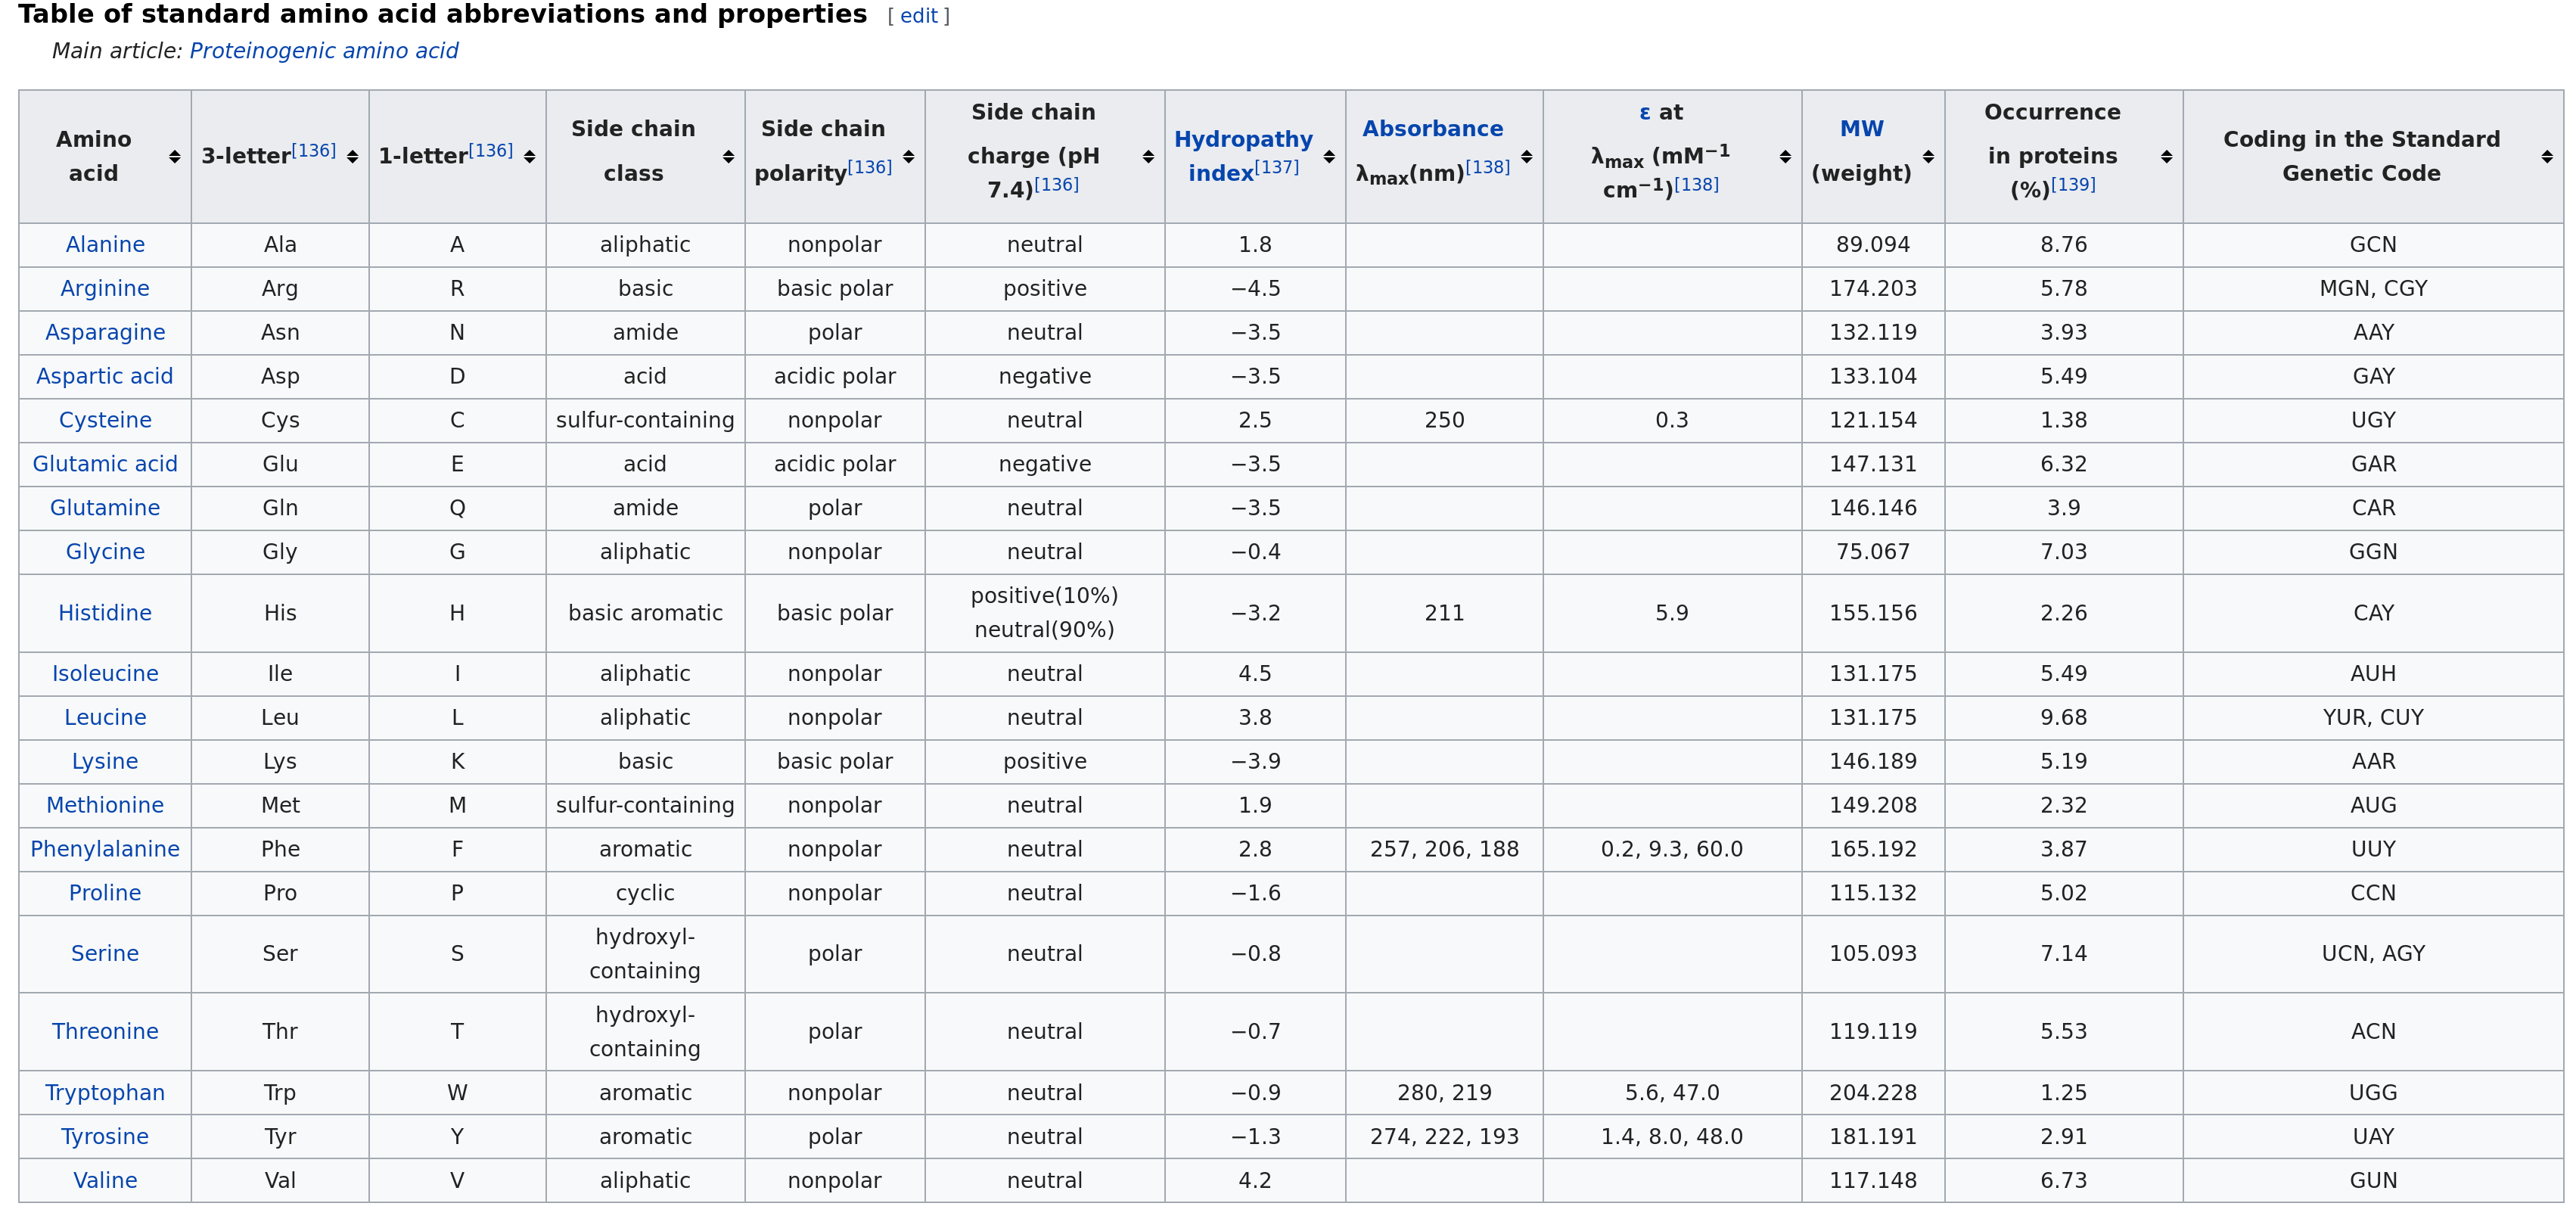 Table of standard amino acid abbreviations and properties [ edit ]
Main article: Proteinogenic amino acid
Amino acid 3-letter[136] 1-letter[136] Side chain class Side chain polarity[136] Side chain charge (pH 7.4)[136] Hydropathy index[137] Absorbance λmax(nm)[138] ε at λmax (mM−1 cm−1)[138] MW (weight) Occurrence in proteins (%)[139] Coding in the Standard Genetic Code
Alanine Ala A aliphatic nonpolar neutral 1.8 89.094 8.76 GCN
Arginine Arg R basic basic polar positive −4.5 174.203 5.78 MGN, CGY
Asparagine Asn N amide polar neutral −3.5 132.119 3.93 AAY
Aspartic acid Asp D acid acidic polar negative −3.5 133.104 5.49 GAY
Cysteine Cys C sulfur-containing nonpolar neutral 2.5 250 0.3 121.154 1.38 UGY
Glutamic acid Glu E acid acidic polar negative −3.5 147.131 6.32 GAR
Glutamine Gln Q amide polar neutral −3.5 146.146 3.9 CAR
Glycine Gly G aliphatic nonpolar neutral −0.4 75.067 7.03 GGN
Histidine His H basic aromatic basic polar positive(10%) neutral(90%) −3.2 211 5.9 155.156 2.26 CAY
Isoleucine Ile I aliphatic nonpolar neutral 4.5 131.175 5.49 AUH
Leucine Leu L aliphatic nonpolar neutral 3.8 131.175 9.68 YUR, CUY
Lysine Lys K basic basic polar positive −3.9 146.189 5.19 AAR
Methionine Met M sulfur-containing nonpolar neutral 1.9 149.208 2.32 AUG
Phenylalanine Phe F aromatic nonpolar neutral 2.8 257, 206, 188 0.2, 9.3, 60.0 165.192 3.87 UUY
Proline Pro P cyclic nonpolar neutral −1.6 115.132 5.02 CCN
Serine Ser S hydroxyl-containing polar neutral −0.8 105.093 7.14 UCN, AGY
Threonine Thr T hydroxyl-containing polar neutral −0.7 119.119 5.53 ACN
Tryptophan Trp W aromatic nonpolar neutral −0.9 280, 219 5.6, 47.0 204.228 1.25 UGG
Tyrosine Tyr Y aromatic polar neutral −1.3 274, 222, 193 1.4, 8.0, 48.0 181.191 2.91 UAY
Valine Val V aliphatic nonpolar neutral 4.2 117.148 6.73 GUN